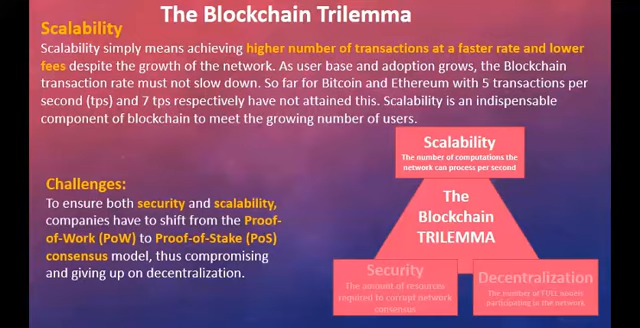 The Blockchain Trilemma
Scalability
Scalability simply means achieving higher number of transactions at a faster rate and lower
fees despite the growth of the network. As user base and adoption grows, the Blockchain
transaction rate must not slow down. So far for Bitcoin and Ethereum with 5 transactions per
second (tps) and 7 tps respectively have not attained this. Scalability is an indispensable
component of blockchain to meet the growing number of users.
Challenges:
To ensure both security and scalability,
companies have to shift from the Proof-
of-Work (PoW) to Proof-of-Stake (PoS)
consensus model, thus compromising
and giving up on decentralization.
Scalability
The number of computations the
network can process per second
The
Blockchain
TRILEMMA
Security
The amount of resources
required to corrupt network
consensus
Decentralization
The number of FULL nodes
participating in the network